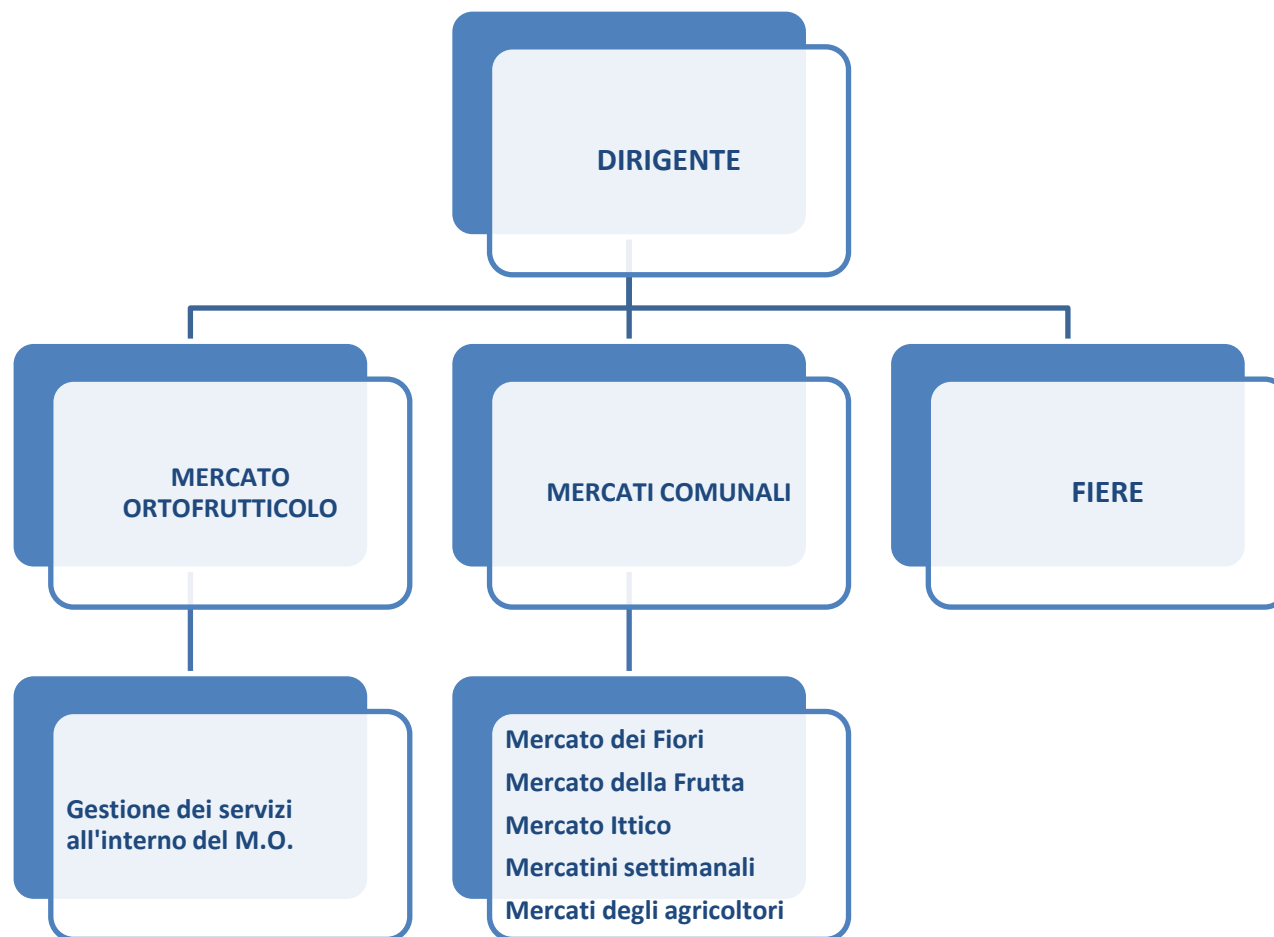 DIRIGENTE
MERCATO
ORTOFRUTTICOLO
MERCATI COMUNALI
FIERE
Gestione dei servizi
all'interno del M.O.
Mercato dei Fiori
Mercato della Frutta
Mercato Ittico
Mercatini settimanali
Mercati degli agricoltori